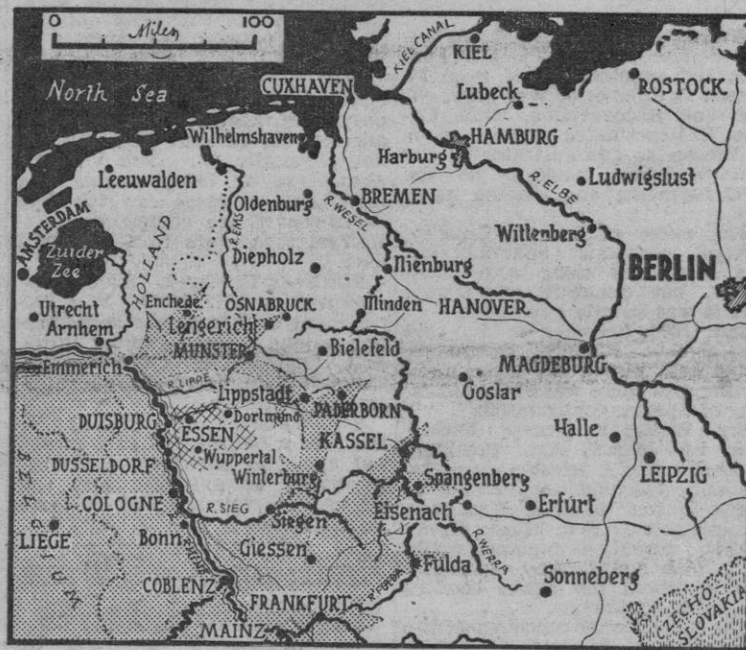 0 100
Miles
KIEL CANAL
KIEL
North Sea
CUXHAVEN
Lubeck
ROSTOCK
Wilhelmshaven
HAMBURG
Harburg
Leeuwalden
R. ELBE
Ludwigslust
Oldenburg
BREMEN
AMSTERDAM
R. WESEL
R. EMS
Wittenberg
HOLLAND
Zuider
Zee
Diepholz
Nienburg
BERLIN
Enchede
OSNABRUCK
Minden
HANOVER
Utrecht
Lengerich
Arnhem
MUNSTER
Bielefeld
MAGDEBURG
Emmerich
R. LIPPE
Goslar
Lippstadt
PADERBORN
DUISBURG
Dortmund
ESSEN
Halle
KASSEL
Wuppertal
LEIPZIG
DUSSELDORF
Winterburg
Spangenberg
BELGIUM
COLOGNE
Eisenach
Erfurt
R. SIEG
Siegen
LIEGE
Bonn
Giessen
R. WERRA
RHINE
Fulda
COBLENZ
R. FULDA
Sonneberg
FRANKFURT
CZECHO
SLOVAKIA
MAINZ